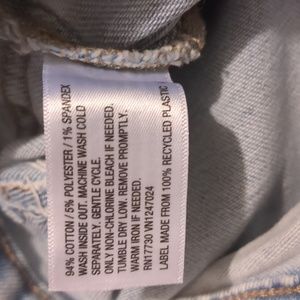 94% COTTON / 5% POLYESTER / 1% SPANDEX
WASH INSIDE OUT. MACHINE WASH COLD
SEPARATELY. GENTLE CYCLE.
ONLY NON-CHLORINE BLEACH IF NEEDED.
TUMBLE DRY LOW. REMOVE PROMPTLY.
WARM IRON IF NEEDED.
RN17730 VN1247024
LABEL MADE FROM 100% RECYCLED PLASTIC